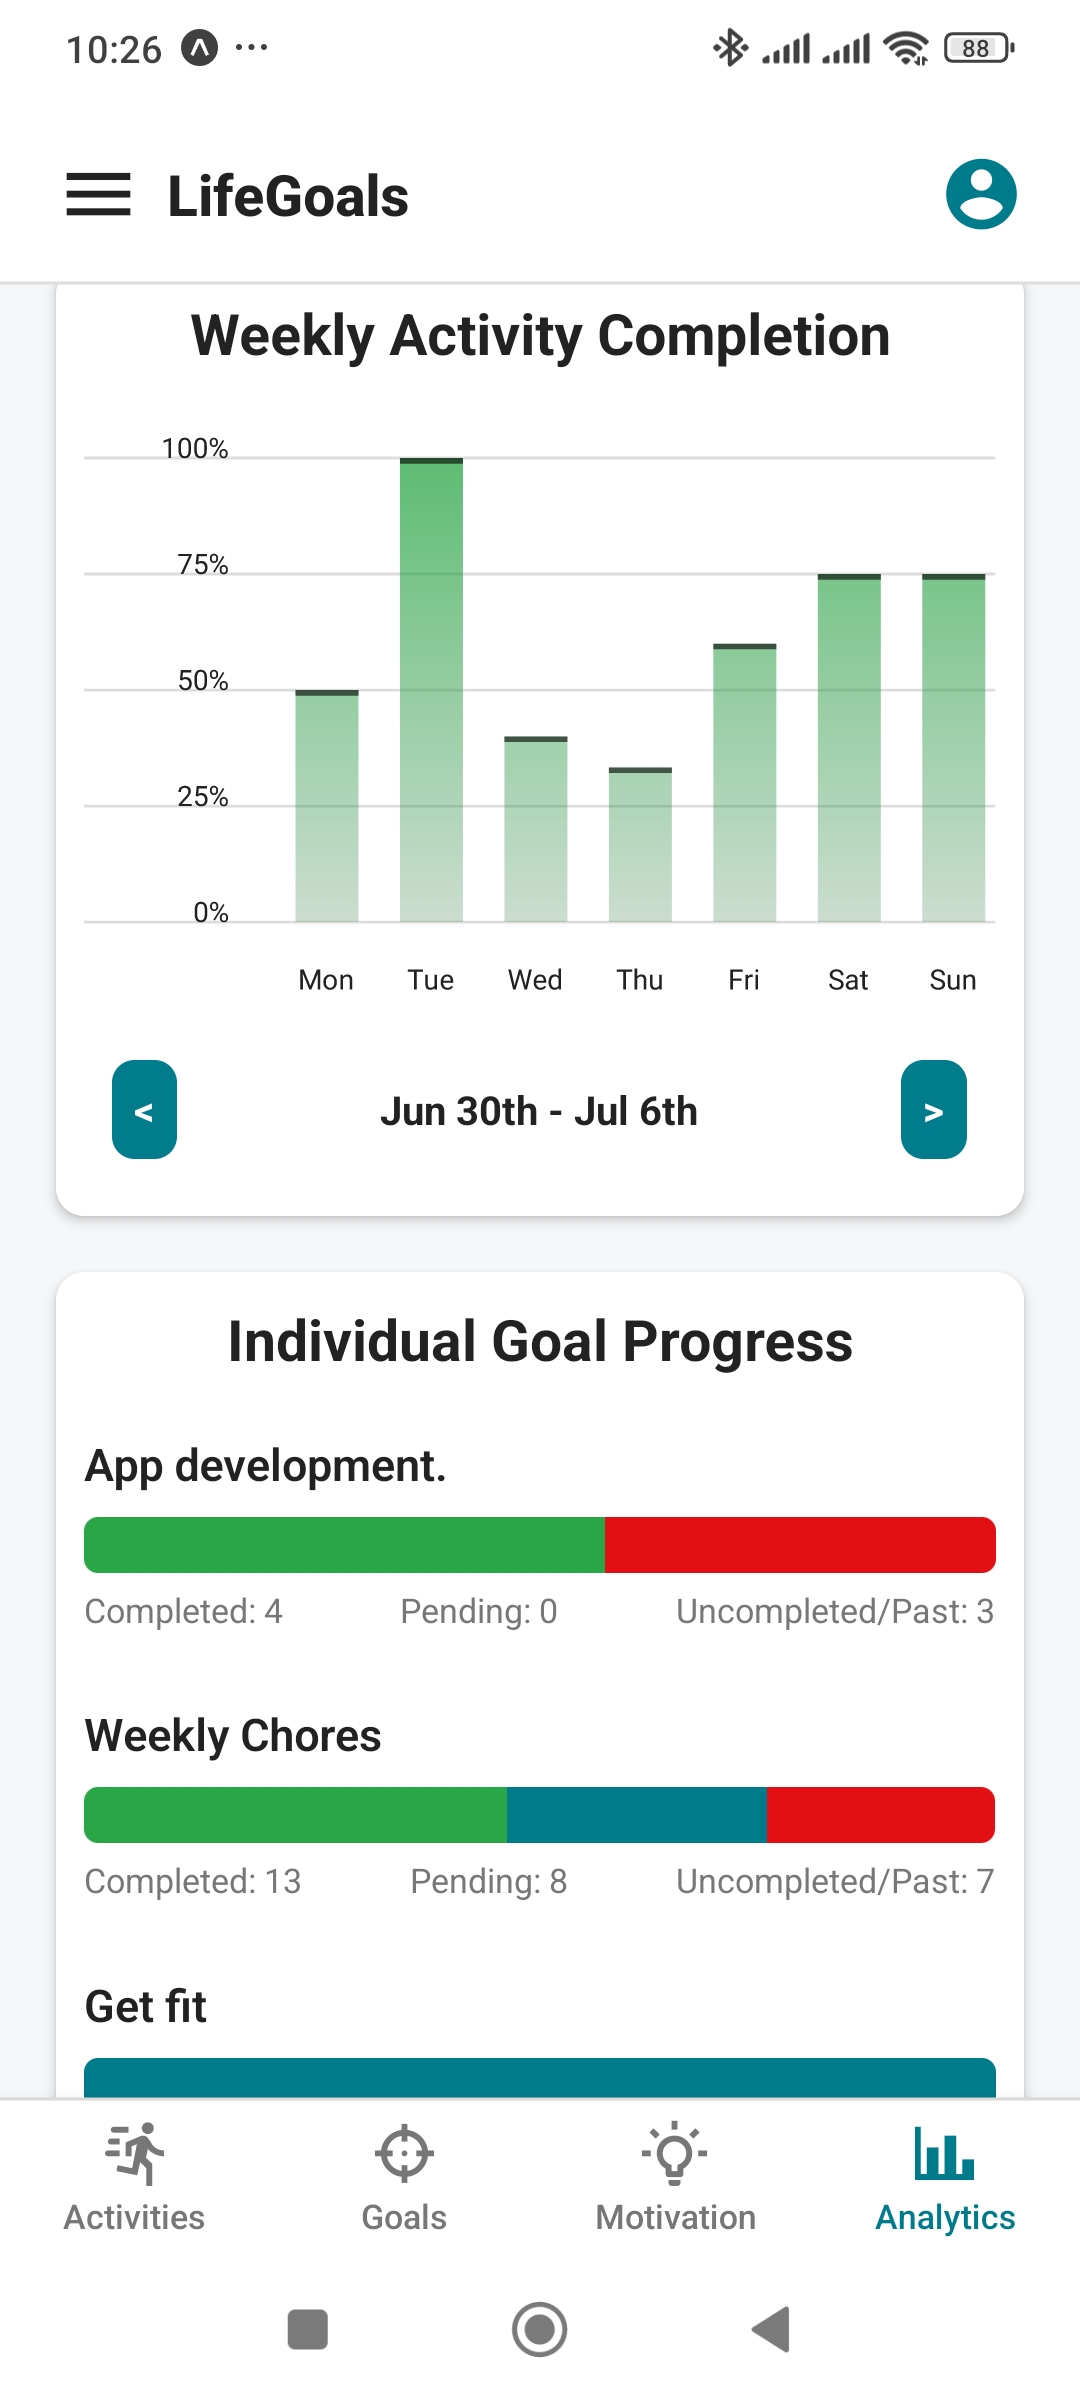 10:26 ... 88
LifeGoals
Weekly Activity Completion
100%
75%
50%
25%
0%
Mon Tue Wed Thu Fri Sat Sun
< Jun 30th - Jul 6th >
Individual Goal Progress
App development.
Completed: 4 Pending: 0 Uncompleted/Past: 3
Weekly Chores
Completed: 13 Pending: 8 Uncompleted/Past: 7
Get fit
Activities Goals Motivation Analytics